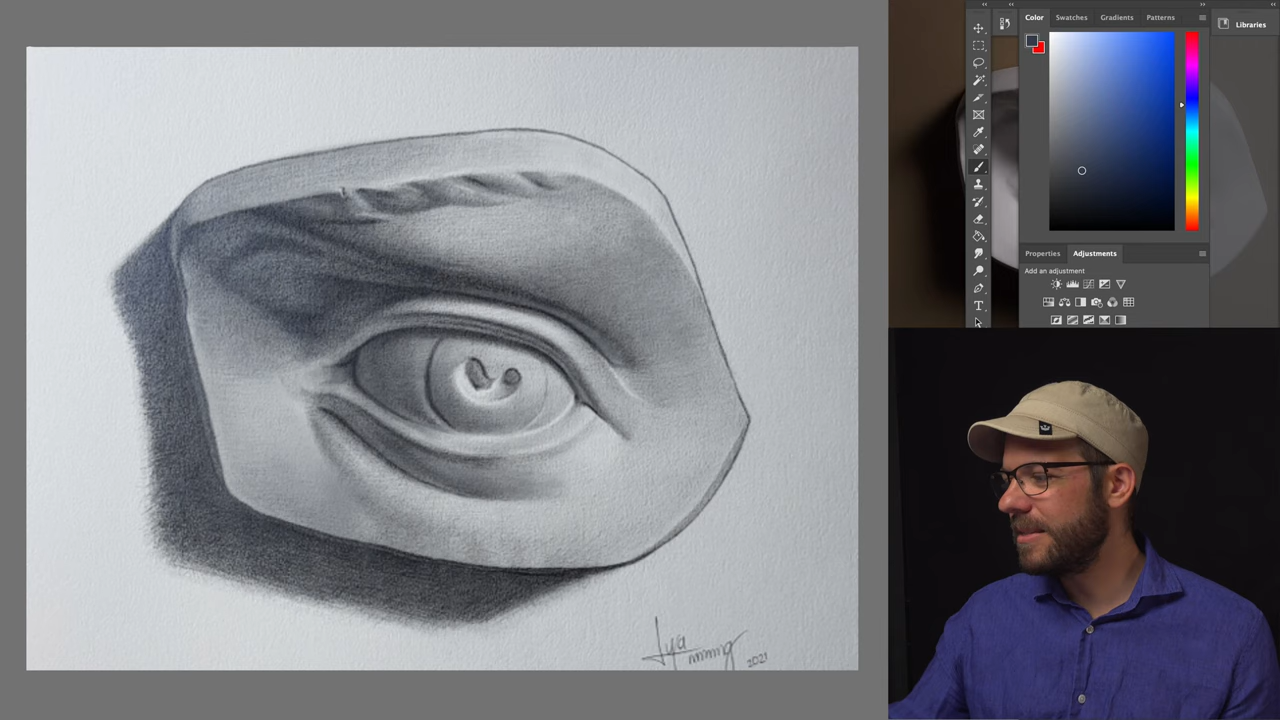 Color Swatches Gradients Patterns
Libraries
Properties Adjustments
Add an adjustment
T
2021